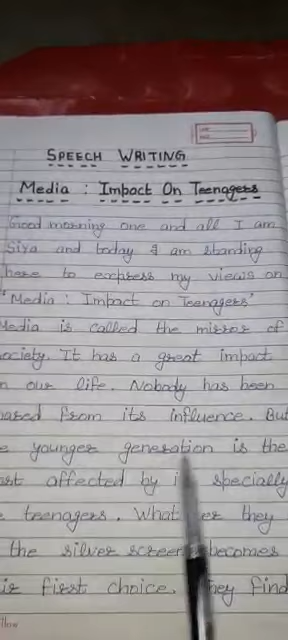 SPEECH WRITING
Media : Impact On Teenagers
Good morning one and all I am
Siya and today I am standing
here to express my views on
'Media : Impact on Teenagers'
Media is called the mirror of
society. It has a great impact
on our life. Nobody has been
from its influence. But
younger generation is the
affected by specially
teenagers. they
the silver screen becomes
first choice. They find